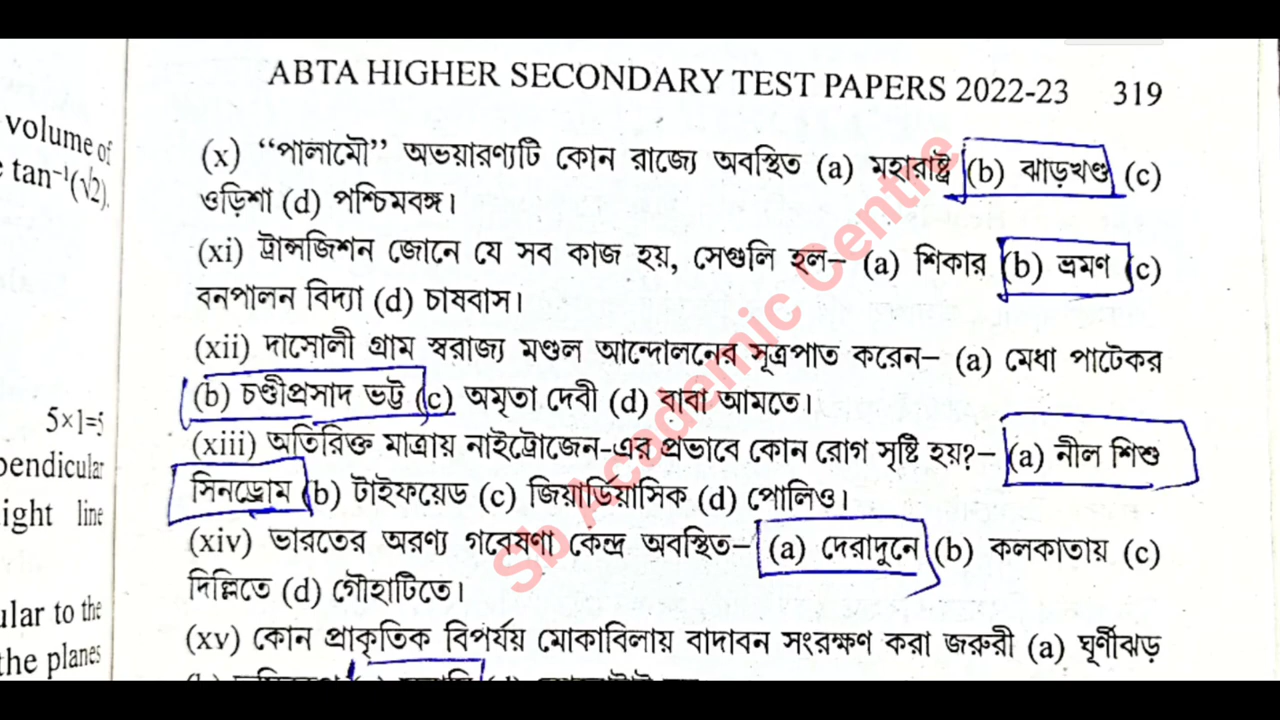 volume of
tan⁻¹(√2).
5×1=5
pendicular
ight line
ular to the
the planes
ABTA HIGHER SECONDARY TEST PAPERS 2022-23 319
(x) “পালামৌ” অভয়ারণ্যটি কোন রাজ্যে অবস্থিত (a) মহারাষ্ট্র (b) ঝাড়খণ্ড (c)
ওড়িশা (d) পশ্চিমবঙ্গ।
(xi) ট্রান্সজিশন জোনে যে সব কাজ হয়, সেগুলি হল– (a) শিকার (b) ভ্রমণ (c)
বনপালন বিদ্যা (d) চাষবাস।
(xii) দাসোলী গ্রাম স্বরাজ্য মণ্ডল আন্দোলনের সূত্রপাত করেন– (a) মেধা পাটেকর
(b) চণ্ডীপ্রসাদ ভট্ট (c) অমৃতা দেবী (d) বাবা আমতে।
(xiii) অতিরিক্ত মাত্রায় নাইট্রোজেন-এর প্রভাবে কোন রোগ সৃষ্টি হয়?– (a) নীল শিশু
সিনড্রোম (b) টাইফয়েড (c) জিয়ার্ডিয়াসিক (d) পোলিও।
(xiv) ভারতের অরণ্য গবেষণা কেন্দ্র অবস্থিত– (a) দেরাদুনে (b) কলকাতায় (c)
দিল্লিতে (d) গৌহাটিতে।
(xv) কোন প্রাকৃতিক বিপর্যয় মোকাবিলায় বাদাবন সংরক্ষণ করা জরুরী (a) ঘূর্ণীঝড়
Sb Academic Centre